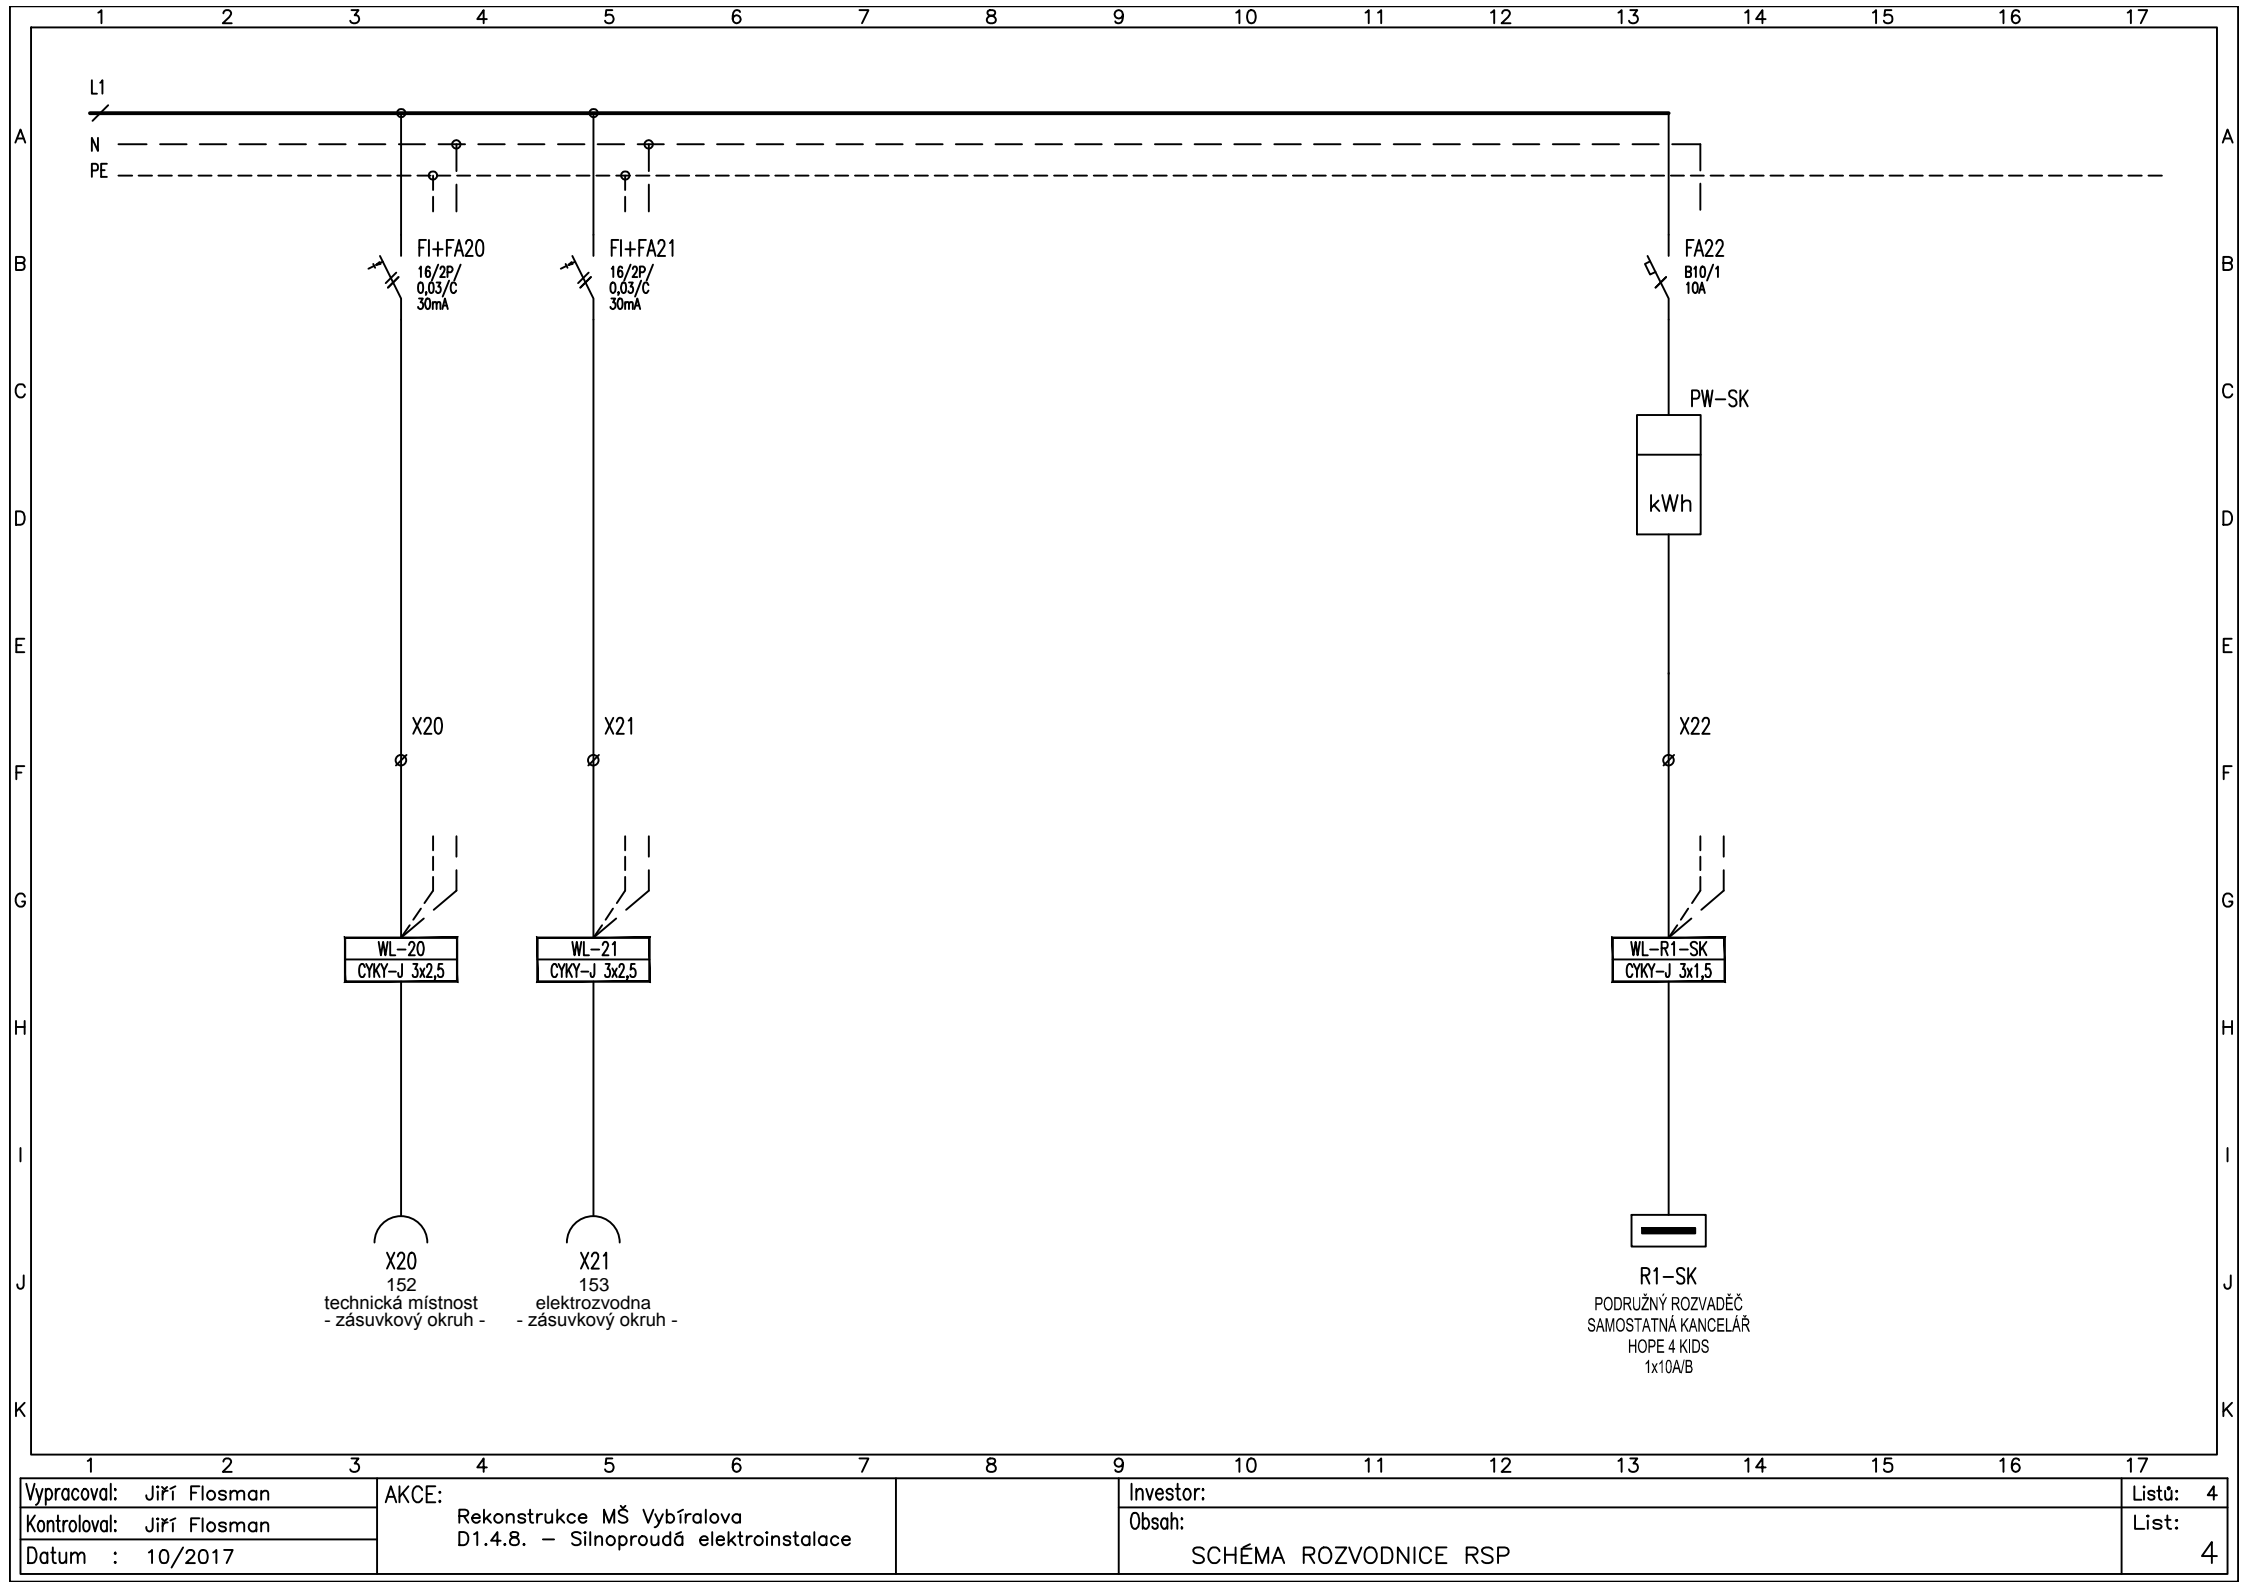 1 2 3 4 5 6 7 8 9 10 11 12 13 14 15 16 17
L1
A A
N
PE
FI+FA20 FI+FA21 FA22
B B
16/2P/ 16/2P/ B10/1
0,03/C 0,03/C 10A
30mA 30mA
C C
PW-SK
kWh
D D
E E
X20 X21 X22
F F
G G
WL-20 WL-21 WL-R1-SK
CYKY-J 3x2,5 CYKY-J 3x2,5 CYKY-J 3x1,5
H H
I I
X20 X21
R1-SK
J J
152 153
technická místnost elektrozvodna
- zásuvkový okruh - - zásuvkový okruh -
PODRUŽNÝ ROZVADĚČ
SAMOSTATNÁ KANCELÁŘ
HOPE 4 KIDS
1x10A/B
K K
1 2 3 4 5 6 7 8 9 10 11 12 13 14 15 16 17
Vypracoval: Jiří Flosman
Kontroloval: Jiří Flosman
Datum : 10/2017
AKCE:
Rekonstrukce MŠ Vybíralova
D1.4.8. – Silnoproudá elektroinstalace
Investor:
Obsah:
SCHÉMA ROZVODNICE RSP
Listů: 4
List:
4